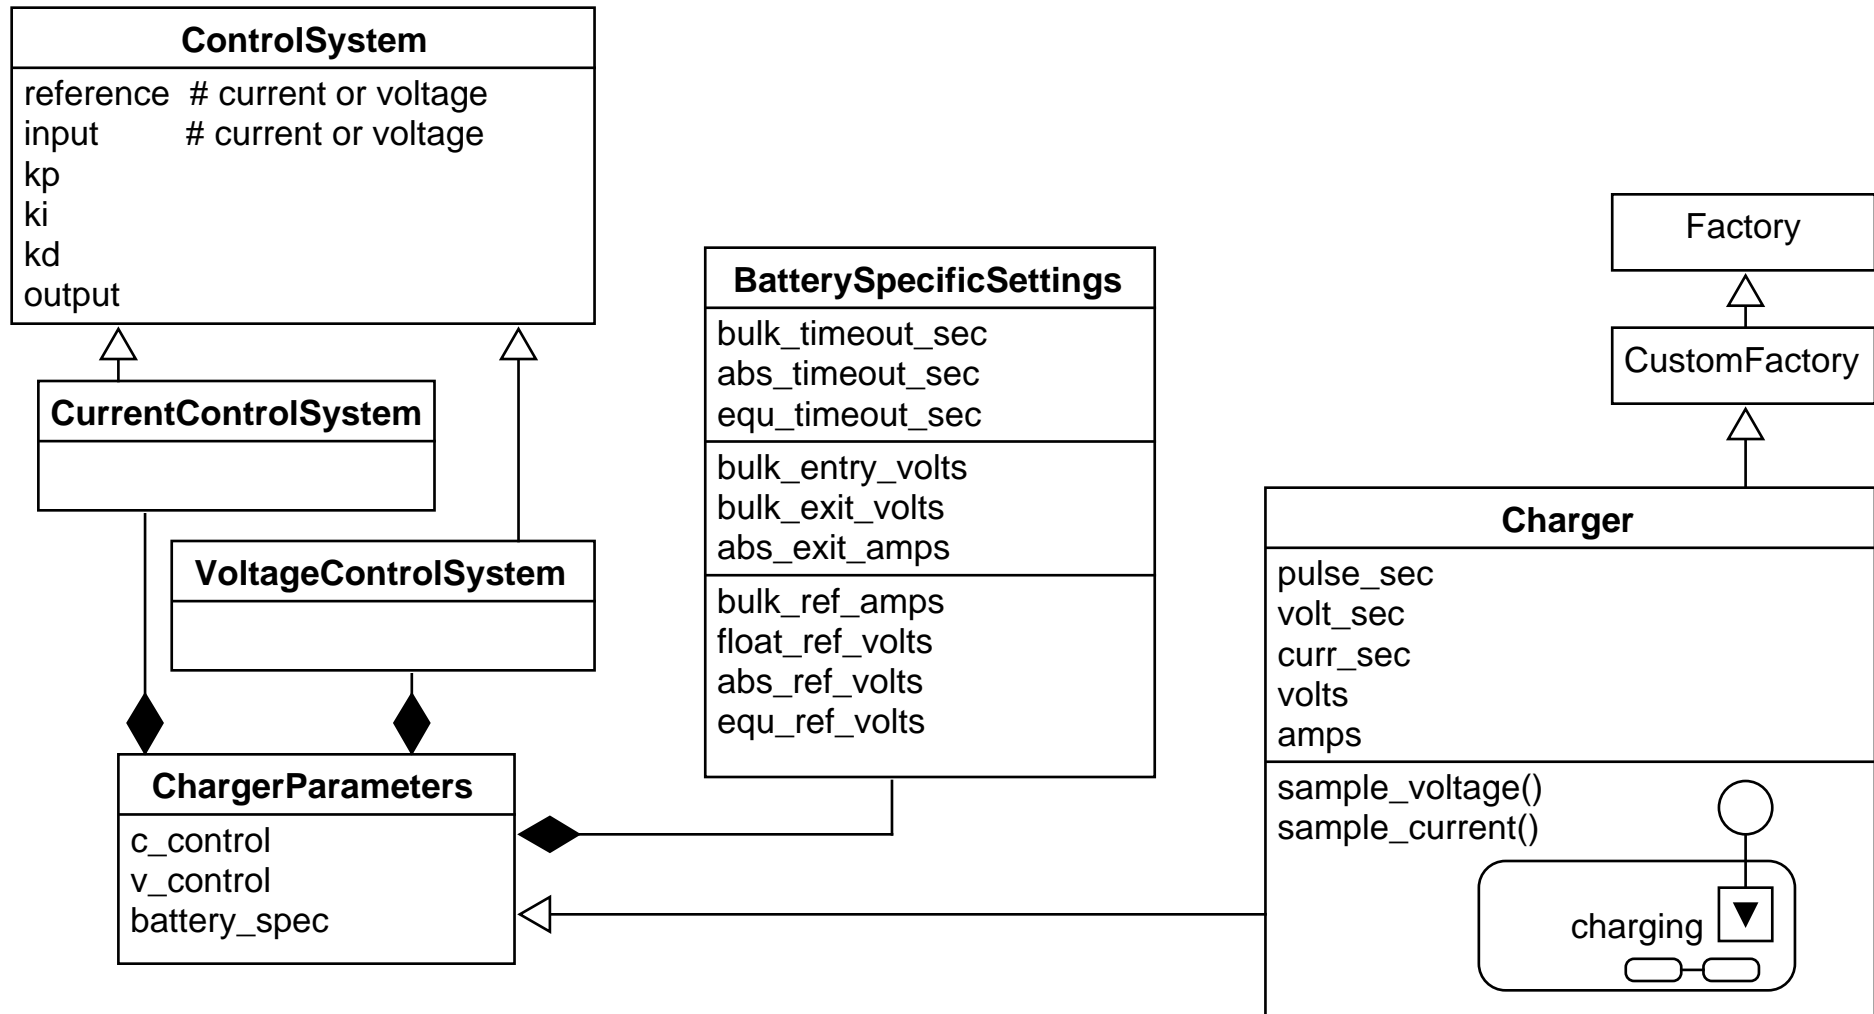 ControlSystem
reference # current or voltage
input # current or voltage
kp
ki
kd
output
CurrentControlSystem
VoltageControlSystem
ChargerParameters
c_control
v_control
battery_spec
BatterySpecificSettings
bulk_timeout_sec
abs_timeout_sec
equ_timeout_sec
bulk_entry_volts
bulk_exit_volts
abs_exit_amps
bulk_ref_amps
float_ref_volts
abs_ref_volts
equ_ref_volts
Factory
CustomFactory
Charger
pulse_sec
volt_sec
curr_sec
volts
amps
sample_voltage()
sample_current()
charging